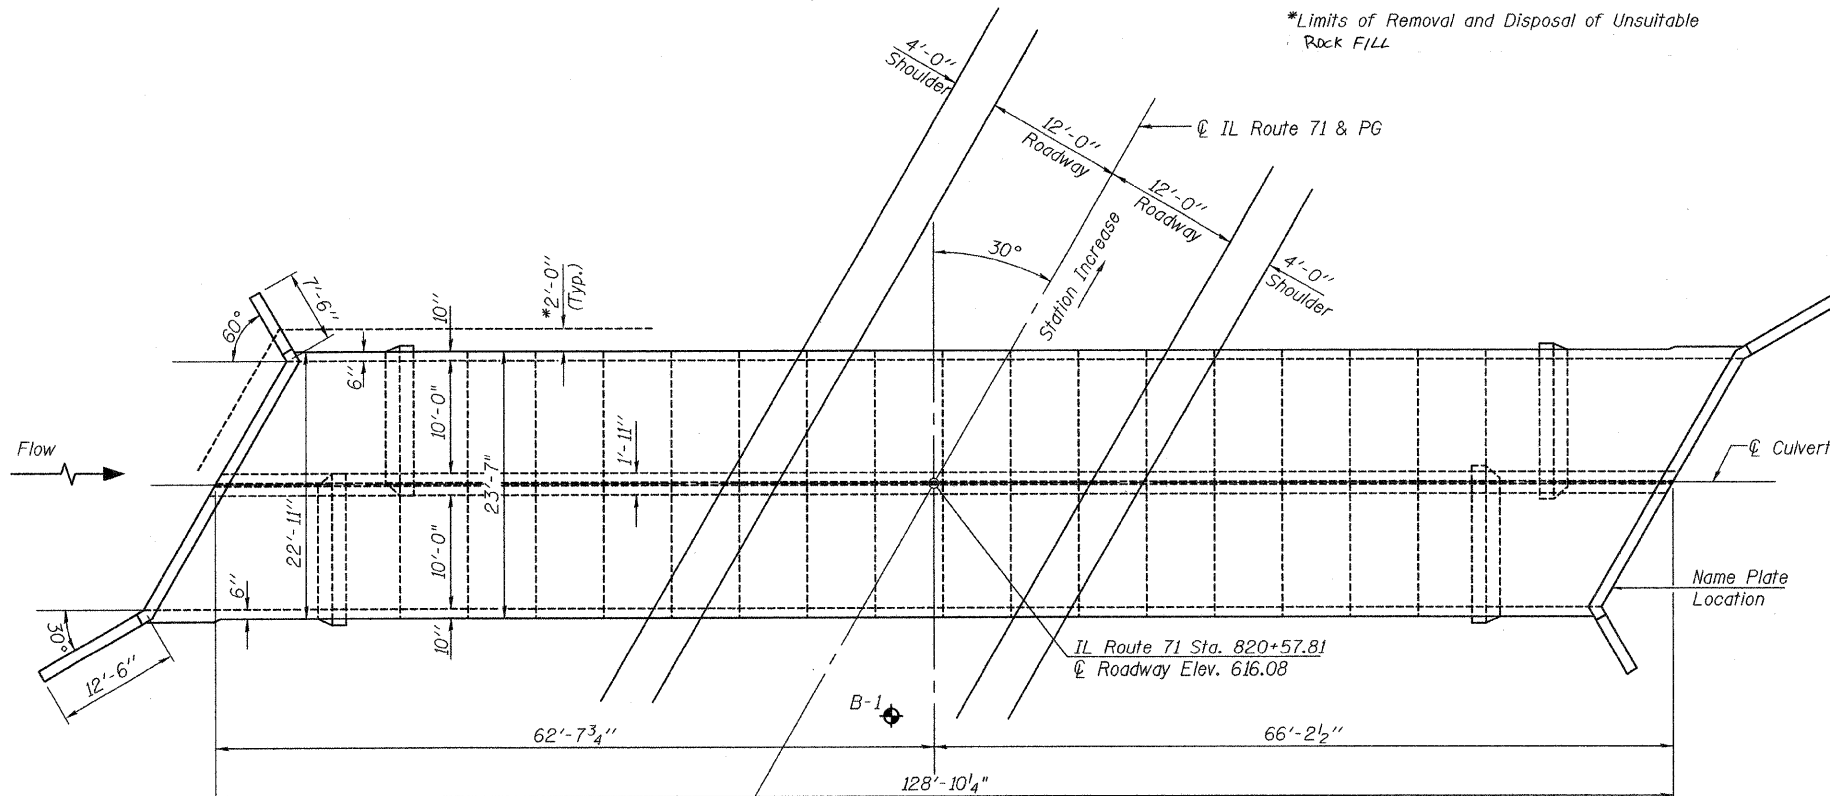 *Limits of Removal and Disposal of Unsuitable
ROCK FILL
4'-0"
Shoulder
12'-0"
Roadway
℄ IL Route 71 & PG
12'-0"
Roadway
30°
Station Increase
4'-0"
Shoulder
7'-6"
60°
*2'-0"
(Typ.)
10"
6"
10'-0"
1'-11"
Flow
℄ Culvert
22'-11"
23'-7"
10'-0"
6"
10"
30°
12'-6"
Name Plate
Location
IL Route 71 Sta. 820+57.81
℄ Roadway Elev. 616.08
B-1
62'-7¾"
66'-2½"
128'-10¼"